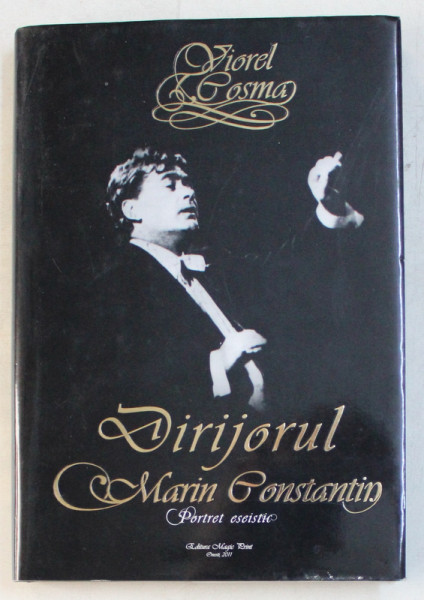 Viorel
Cosma
Dirijorul
Marin Constantin
Portret eseistic
Editura Magic Print
Onești, 2011